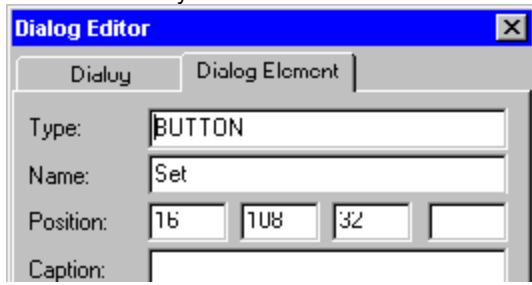 Dialog Editor
Dialog Dialog Element
Type: BUTTON
Name: Set
Position: 16 108 32
Caption: